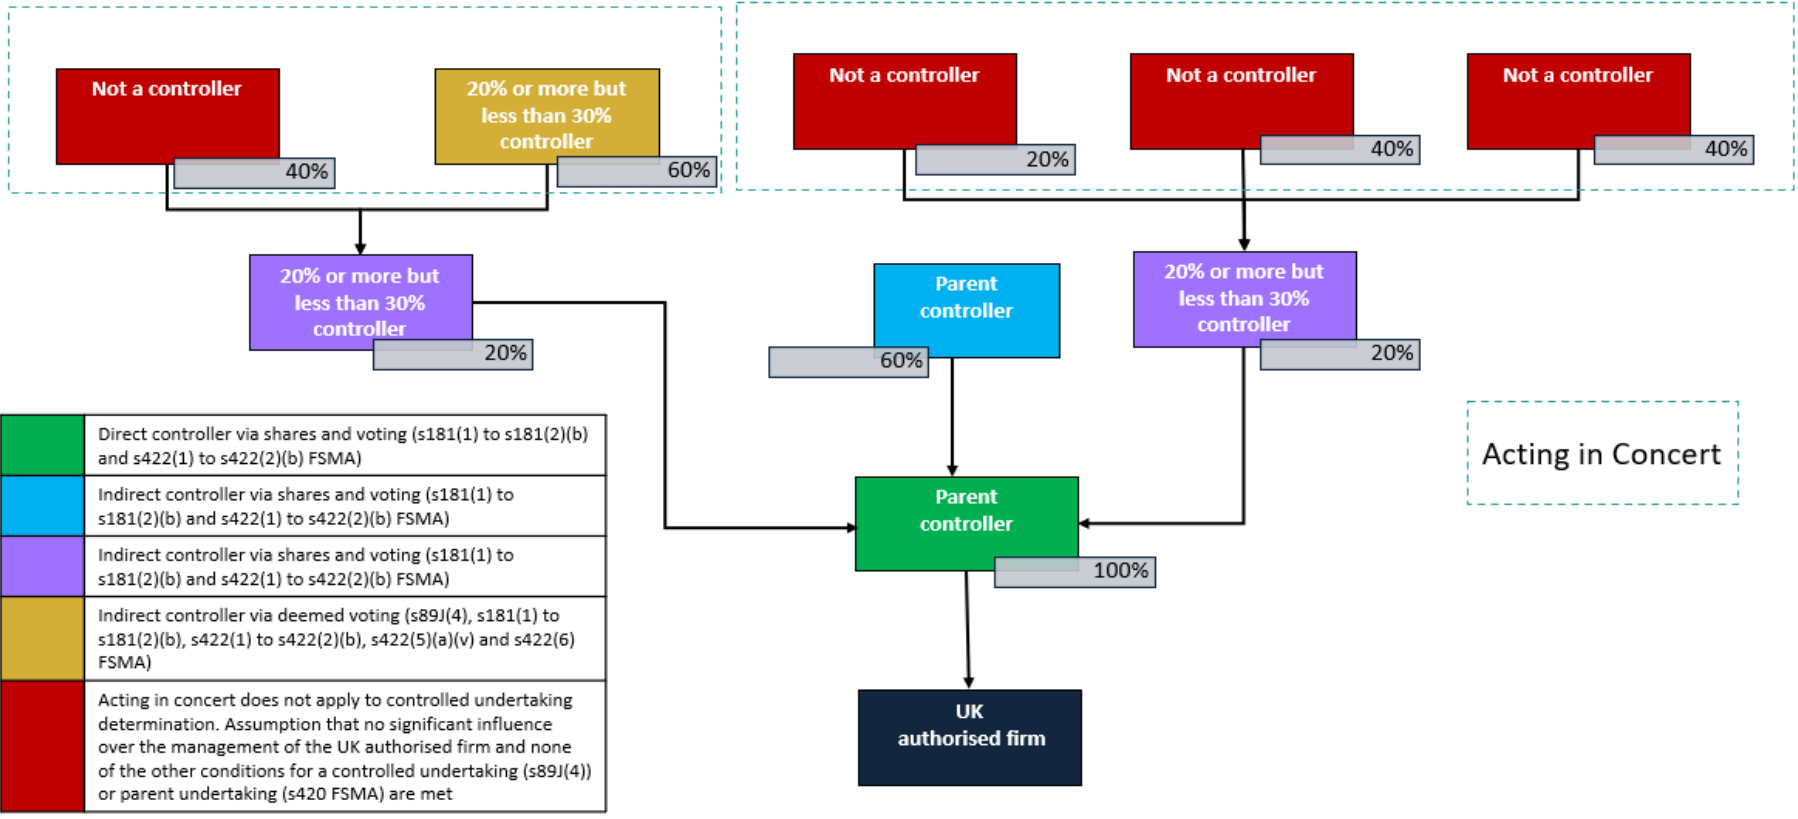 Not a controller
40%
20% or more but
less than 30%
controller
60%
Not a controller
20%
Not a controller
40%
Not a controller
40%
20% or more but
less than 30%
controller
20%
Parent
controller
60%
20% or more but
less than 30%
controller
20%
Parent
controller
100%
UK
authorised firm
Acting in Concert
Direct controller via shares and voting (s181(1) to s181(2)(b)
and s422(1) to s422(2)(b) FSMA)
Indirect controller via shares and voting (s181(1) to
s181(2)(b) and s422(1) to s422(2)(b) FSMA)
Indirect controller via shares and voting (s181(1) to
s181(2)(b) and s422(1) to s422(2)(b) FSMA)
Indirect controller via deemed voting (s89J(4), s181(1) to
s181(2)(b), s422(1) to s422(2)(b), s422(5)(a)(v) and s422(6)
FSMA)
Acting in concert does not apply to controlled undertaking
determination. Assumption that no significant influence
over the management of the UK authorised firm and none
of the other conditions for a controlled undertaking (s89J(4))
or parent undertaking (s420 FSMA) are met